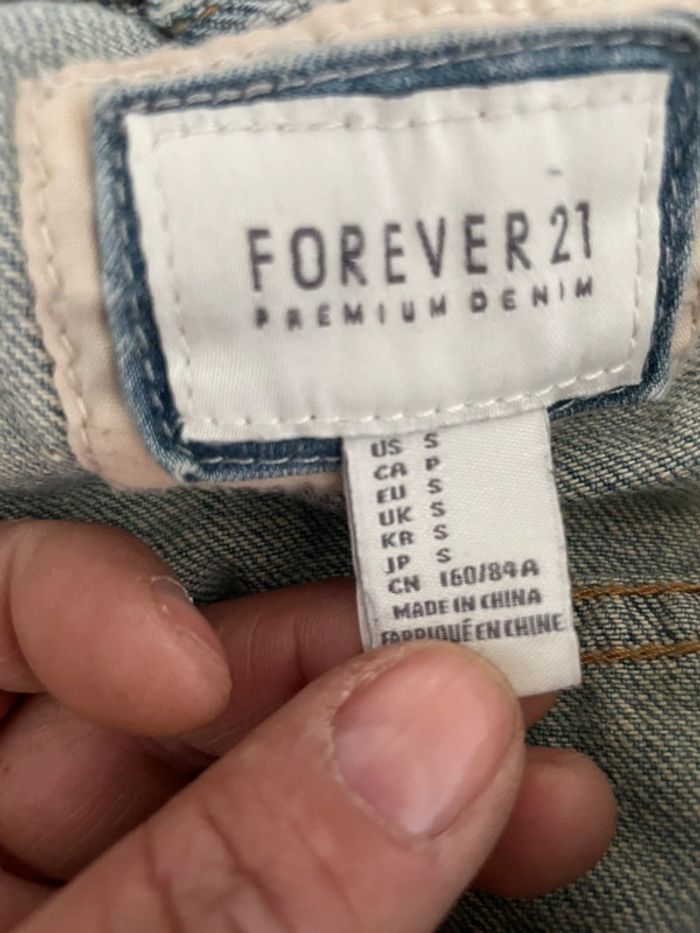 FOREVER 21
PREMIUM DENIM
US S
CA P
EU S
UK S
KR S
JP S
CN 160/84A
MADE IN CHINA
FABRIQUÉ EN CHINE